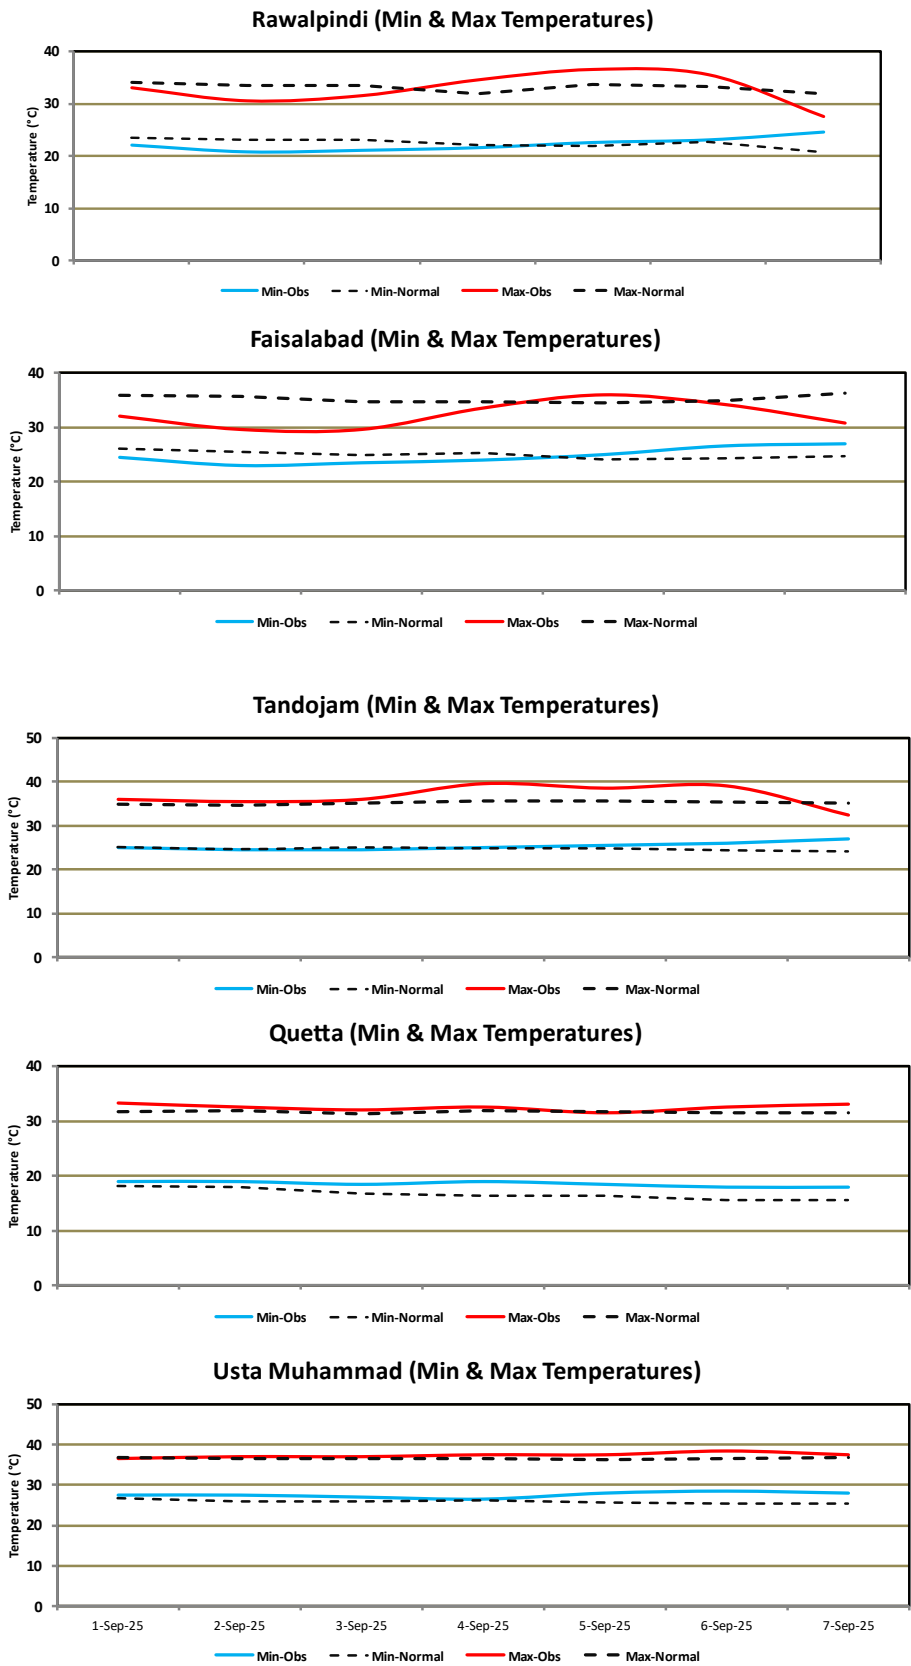 Rawalpindi (Min & Max Temperatures)
40
30
20
10
0
Temperature (°C)
Min-Obs Min-Normal Max-Obs Max-Normal
Faisalabad (Min & Max Temperatures)
40
30
20
10
0
Temperature (°C)
Min-Obs Min-Normal Max-Obs Max-Normal
Tandojam (Min & Max Temperatures)
50
40
30
20
10
0
Temperature (°C)
Min-Obs Min-Normal Max-Obs Max-Normal
Quetta (Min & Max Temperatures)
40
30
20
10
0
Temperature (°C)
Min-Obs Min-Normal Max-Obs Max-Normal
Usta Muhammad (Min & Max Temperatures)
50
40
30
20
10
0
Temperature (°C)
1-Sep-25 2-Sep-25 3-Sep-25 4-Sep-25 5-Sep-25 6-Sep-25 7-Sep-25
Min-Obs Min-Normal Max-Obs Max-Normal